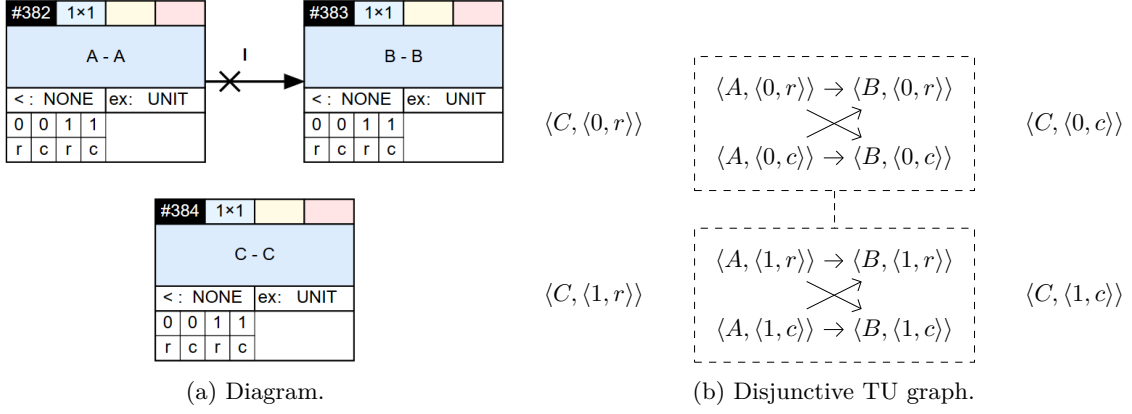 #382 1×1
A - A
< : NONE ex: UNIT
0 0 1 1
r c r c
I
#383 1×1
B - B
< : NONE ex: UNIT
0 0 1 1
r c r c
#384 1×1
C - C
< : NONE ex: UNIT
0 0 1 1
r c r c
(a) Diagram.
⟨A, ⟨0, r⟩⟩ → ⟨B, ⟨0, r⟩⟩
⟨C, ⟨0, r⟩⟩ ⟨C, ⟨0, c⟩⟩
⟨A, ⟨0, c⟩⟩ → ⟨B, ⟨0, c⟩⟩
⟨A, ⟨1, r⟩⟩ → ⟨B, ⟨1, r⟩⟩
⟨C, ⟨1, r⟩⟩ ⟨C, ⟨1, c⟩⟩
⟨A, ⟨1, c⟩⟩ → ⟨B, ⟨1, c⟩⟩
(b) Disjunctive TU graph.